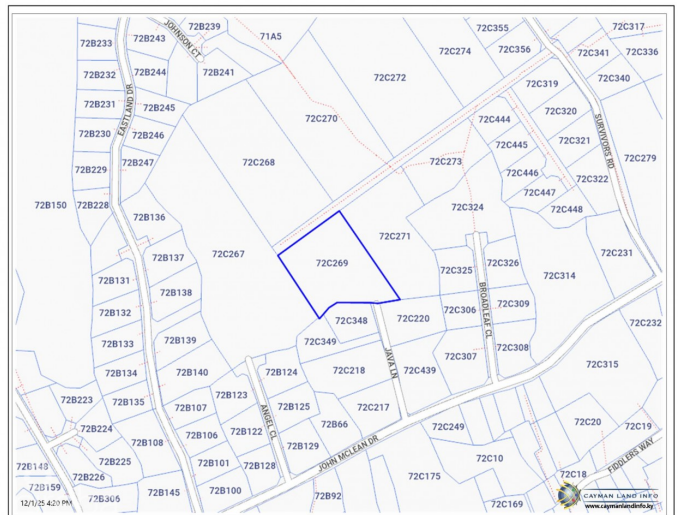 72B239
72C355
72C317
JOHNSON CT
72B233
72B243
71A5
72C274
72C356
72C341
72C336
72B232
72B244
72B241
72C272
72C319
72C340
EASTLAND DR
72B231
72B245
72C270
72C320
72C444
72B230
72B246
72C445
72C321
SURVIVORS RD
72B229
72B247
72C268
72C273
72C446
72C279
72C322
72C447
72B150
72B228
72B136
72C324
72C448
72C267
72C271
72C231
72B137
72C269
72C325
72C326
72C314
72B131
72B138
BROADLEAF CL
72B132
72C306
72C309
72C348
72C220
72C232
72B133
72B139
72C349
JAVA LN
72C307
72C308
72B134
72B140
72B124
72C218
72C439
72C315
72B223
72B135
72B123
72B107
ANGEL CL
72B125
72C217
72B224
72B106
72B122
72B66
72C249
72C20
72C19
72B108
72B129
JOHN MCLEAN DR
72B225
72B101
72B128
72C10
FIDDLERS WAY
72B148
72B226
72C175
72C18
72B159
72B306
72B145
72B100
72B92
72C169
12/1/25 4:20 PM
CAYMAN LAND INFO
www.caymanlandinfo.ky